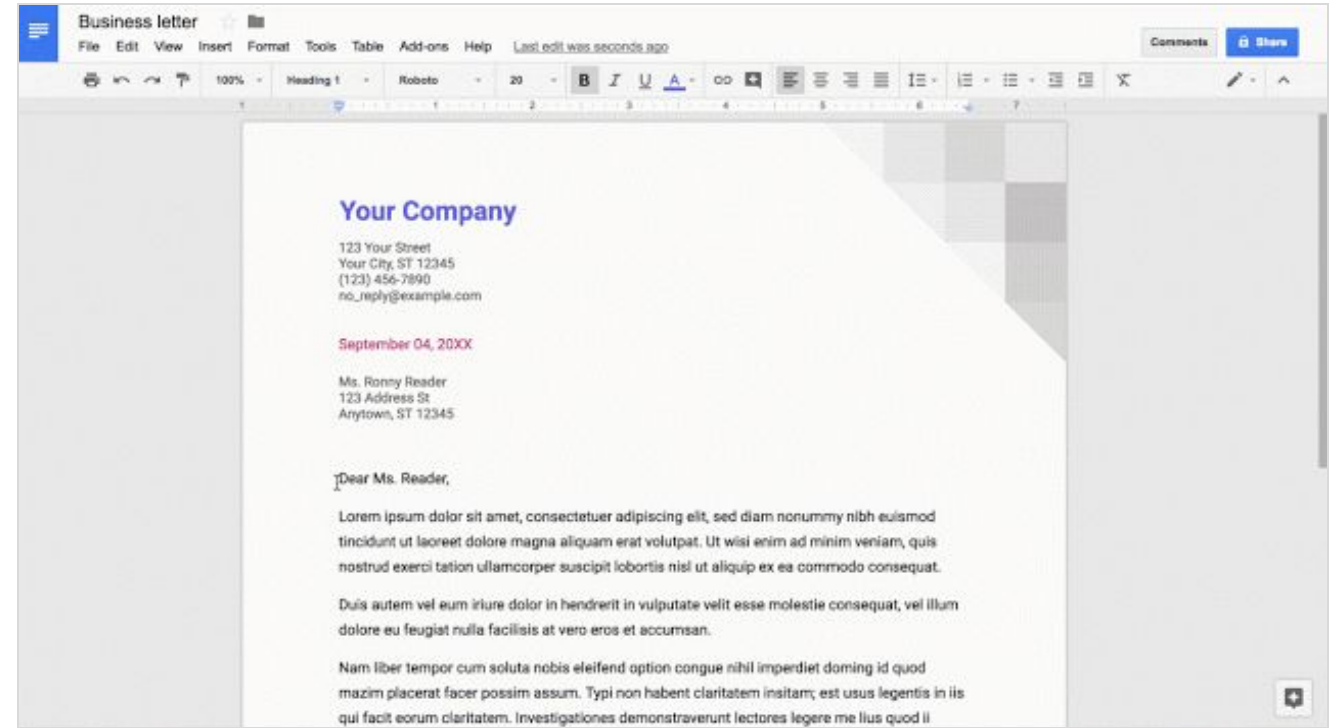 Business letter
File Edit View Insert Format Tools Table Add-ons Help Last edit was seconds ago
Comments Share
100% Heading 1 Roboto 20 B I U A
1 1 2 3 4 5 6 7
Your Company
123 Your Street
Your City, ST 12345
(123) 456-7890
no_reply@example.com
September 04, 20XX
Ms. Ronny Reader
123 Address St
Anytown, ST 12345
Dear Ms. Reader,
Lorem ipsum dolor sit amet, consectetuer adipiscing elit, sed diam nonummy nibh euismod
tincidunt ut laoreet dolore magna aliquam erat volutpat. Ut wisi enim ad minim veniam, quis
nostrud exerci tation ullamcorper suscipit lobortis nisl ut aliquip ex ea commodo consequat.
Duis autem vel eum iriure dolor in hendrerit in vulputate velit esse molestie consequat, vel illum
dolore eu feugiat nulla facilisis at vero eros et accumsan.
Nam liber tempor cum soluta nobis eleifend option congue nihil imperdiet doming id quod
mazim placerat facer possim assum. Typi non habent claritatem insitam; est usus legentis in iis
qui facit eorum claritatem. Investigationes demonstraverunt lectores legere me lius quod ii